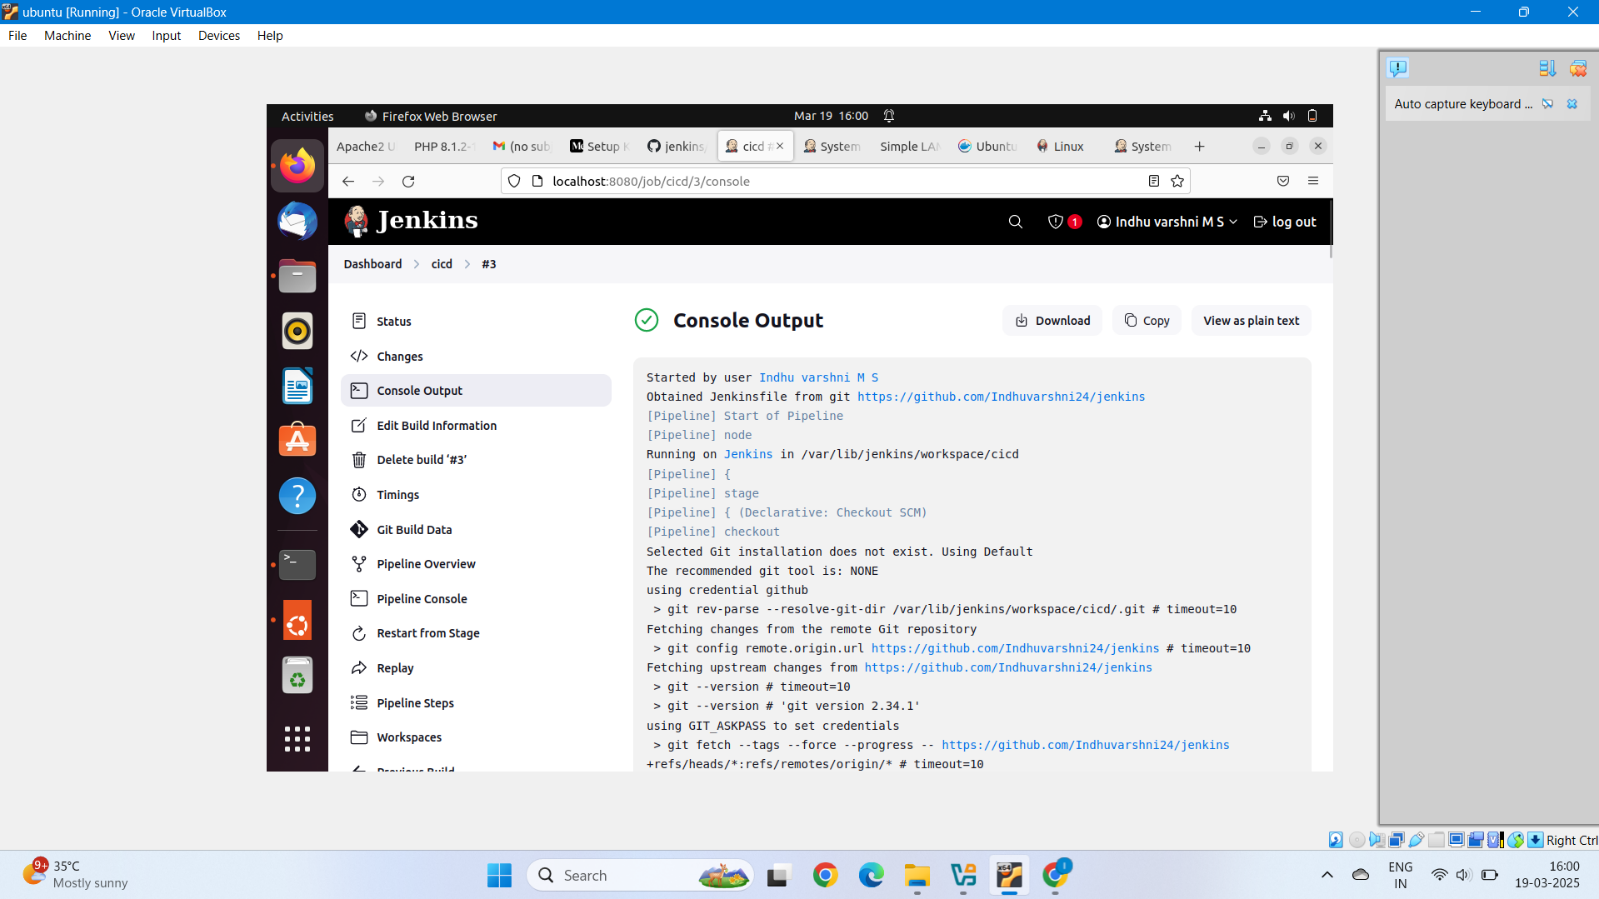 ubuntu [Running] - Oracle VirtualBox
File Machine View Input Devices Help
Auto capture keyboard ...
Activities Firefox Web Browser Mar 19 16:00
Apache2 U PHP 8.1.2- (no sub Setup K jenkins/ cicd # System Simple LAM Ubuntu Linux System
localhost:8080/job/cicd/3/console
Jenkins 1 Indhu varshni M S log out
Dashboard cicd #3
Status
Changes
Console Output
Edit Build Information
Delete build ‘#3’
Timings
Git Build Data
Pipeline Overview
Pipeline Console
Restart from Stage
Replay
Pipeline Steps
Workspaces
Previous Build
Console Output Download Copy View as plain text
Started by user Indhu varshni M S
Obtained Jenkinsfile from git https://github.com/Indhuvarshni24/jenkins
[Pipeline] Start of Pipeline
[Pipeline] node
Running on Jenkins in /var/lib/jenkins/workspace/cicd
[Pipeline] {
[Pipeline] stage
[Pipeline] { (Declarative: Checkout SCM)
[Pipeline] checkout
Selected Git installation does not exist. Using Default
The recommended git tool is: NONE
using credential github
> git rev-parse --resolve-git-dir /var/lib/jenkins/workspace/cicd/.git # timeout=10
Fetching changes from the remote Git repository
> git config remote.origin.url https://github.com/Indhuvarshni24/jenkins # timeout=10
Fetching upstream changes from https://github.com/Indhuvarshni24/jenkins
> git --version # timeout=10
> git --version # 'git version 2.34.1'
using GIT_ASKPASS to set credentials
> git fetch --tags --force --progress -- https://github.com/Indhuvarshni24/jenkins
+refs/heads/*:refs/remotes/origin/* # timeout=10
Right Ctrl
9+ 35°C
Mostly sunny
Search
ENG
IN
16:00
19-03-2025